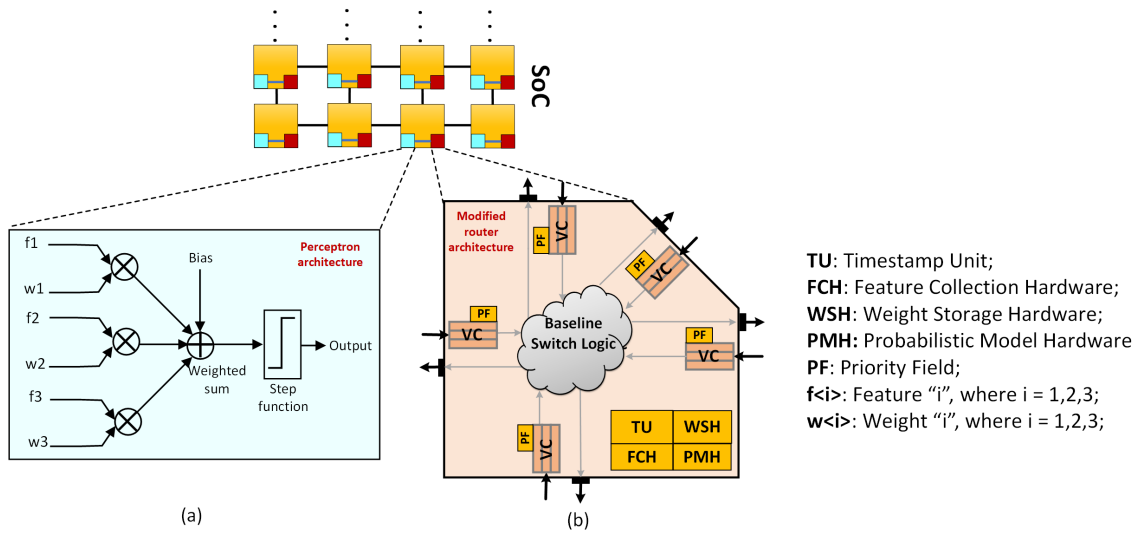 SoC
Perceptron
architecture
f1
w1
f2
w2
f3
w3
Bias
Weighted
sum
Step
function
Output
(a)
Modified
router
architecture
PF
VC
PF
VC
PF
VC
PF
VC
PF
VC
Baseline
Switch Logic
TU
WSH
FCH
PMH
(b)
TU: Timestamp Unit;
FCH: Feature Collection Hardware;
WSH: Weight Storage Hardware;
PMH: Probabilistic Model Hardware
PF: Priority Field;
f<i>: Feature “i”, where i = 1,2,3;
w<i>: Weight “i”, where i = 1,2,3;